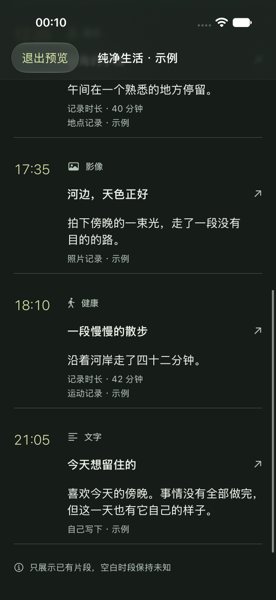 00:10
退出预览
纯净生活 · 示例
午间在一个熟悉的地方停留。
记录时长 · 40 分钟
地点记录 · 示例
17:35
影像
河边，天色正好
拍下傍晚的一束光，走了一段没有
目的的路。
照片记录 · 示例
18:10
健康
一段慢慢的散步
沿着河岸走了四十二分钟。
记录时长 · 42 分钟
运动记录 · 示例
21:05
文字
今天想留住的
喜欢今天的傍晚。事情没有全部做完，
但这一天也有它自己的样子。
自己写下 · 示例
只展示已有片段，空白时段保持未知